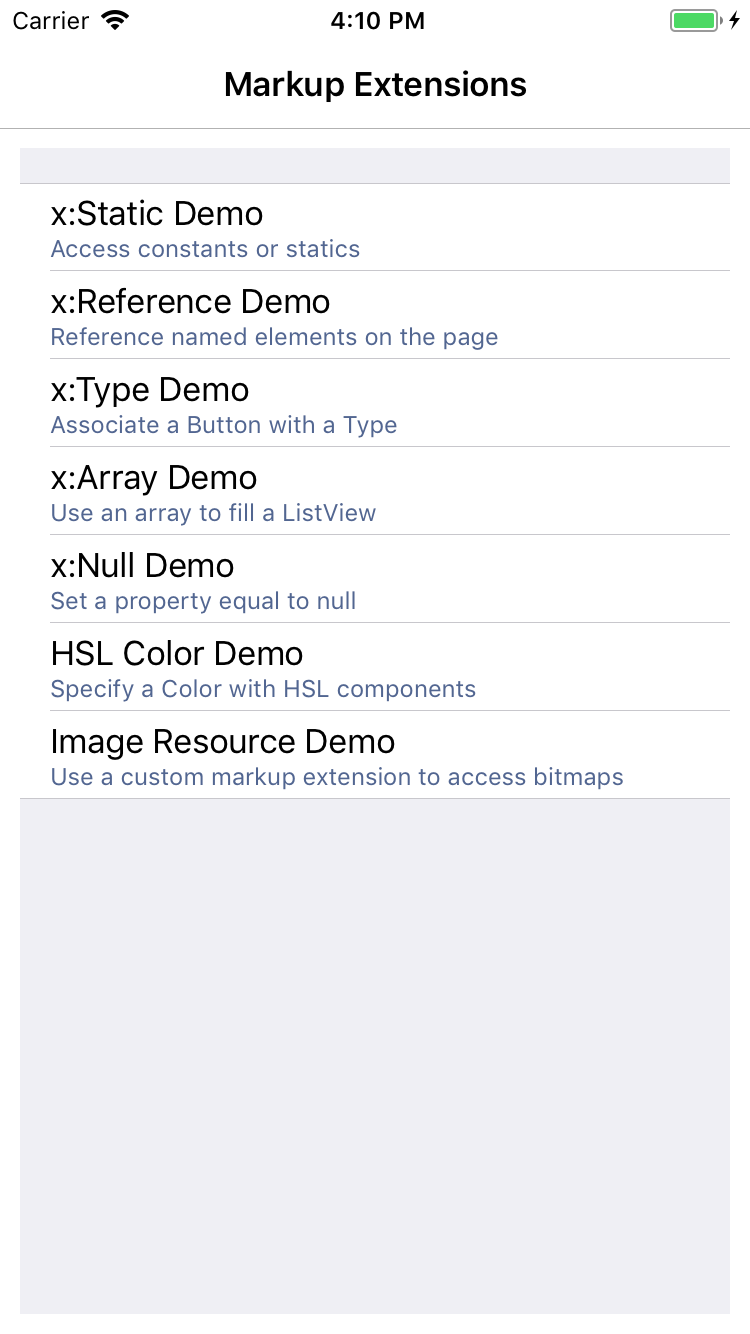 Carrier 4:10 PM
Markup Extensions
x:Static Demo
Access constants or statics
x:Reference Demo
Reference named elements on the page
x:Type Demo
Associate a Button with a Type
x:Array Demo
Use an array to fill a ListView
x:Null Demo
Set a property equal to null
HSL Color Demo
Specify a Color with HSL components
Image Resource Demo
Use a custom markup extension to access bitmaps